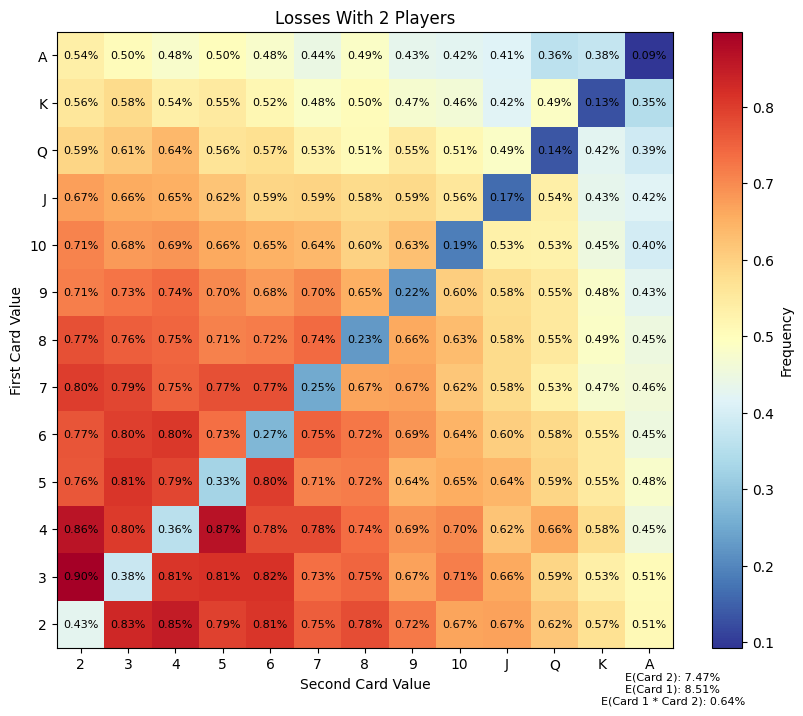 Losses With 2 Players
A 0.54% 0.50% 0.48% 0.50% 0.48% 0.44% 0.49% 0.43% 0.42% 0.41% 0.36% 0.38% 0.09%
K 0.56% 0.58% 0.54% 0.55% 0.52% 0.48% 0.50% 0.47% 0.46% 0.42% 0.49% 0.13% 0.35%
Q 0.59% 0.61% 0.64% 0.56% 0.57% 0.53% 0.51% 0.55% 0.51% 0.49% 0.14% 0.42% 0.39%
J 0.67% 0.66% 0.65% 0.62% 0.59% 0.59% 0.58% 0.59% 0.56% 0.17% 0.54% 0.43% 0.42%
10 0.71% 0.68% 0.69% 0.66% 0.65% 0.64% 0.60% 0.63% 0.19% 0.53% 0.53% 0.45% 0.40%
9 0.71% 0.73% 0.74% 0.70% 0.68% 0.70% 0.65% 0.22% 0.60% 0.58% 0.55% 0.48% 0.43%
8 0.77% 0.76% 0.75% 0.71% 0.72% 0.74% 0.23% 0.66% 0.63% 0.58% 0.55% 0.49% 0.45%
7 0.80% 0.79% 0.75% 0.77% 0.77% 0.25% 0.67% 0.67% 0.62% 0.58% 0.53% 0.47% 0.46%
6 0.77% 0.80% 0.80% 0.73% 0.27% 0.75% 0.72% 0.69% 0.64% 0.60% 0.58% 0.55% 0.45%
5 0.76% 0.81% 0.79% 0.33% 0.80% 0.71% 0.72% 0.64% 0.65% 0.64% 0.59% 0.55% 0.48%
4 0.86% 0.80% 0.36% 0.87% 0.78% 0.78% 0.74% 0.69% 0.70% 0.62% 0.66% 0.58% 0.45%
3 0.90% 0.38% 0.81% 0.81% 0.82% 0.73% 0.75% 0.67% 0.71% 0.66% 0.59% 0.53% 0.51%
2 0.43% 0.83% 0.85% 0.79% 0.81% 0.75% 0.78% 0.72% 0.67% 0.67% 0.62% 0.57% 0.51%
2 3 4 5 6 7 8 9 10 J Q K A
First Card Value
Second Card Value
0.8
0.7
0.6
0.5
0.4
0.3
0.2
0.1
Frequency
E(Card 2): 7.47%
E(Card 1): 8.51%
E(Card 1 * Card 2): 0.64%